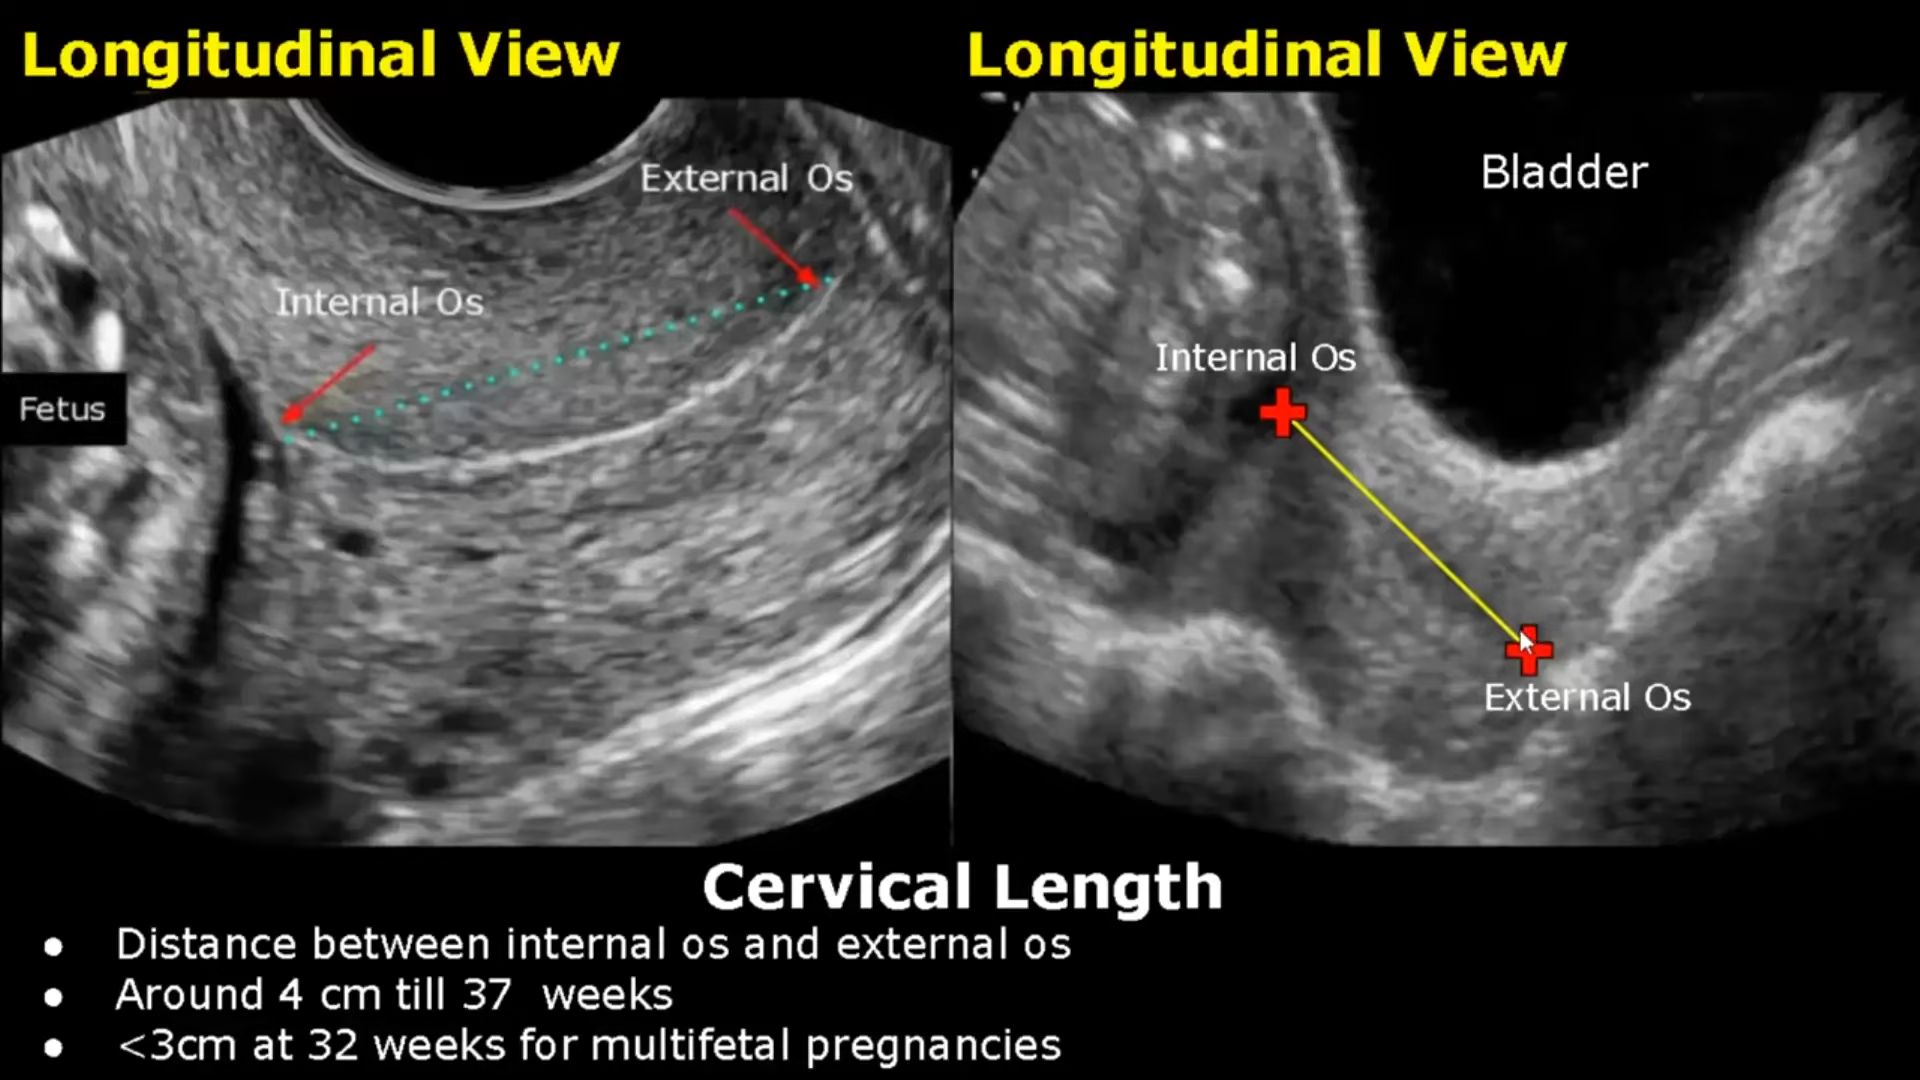 Longitudinal View
Longitudinal View
External Os
Internal Os
Fetus
Bladder
Internal Os
External Os
Cervical Length
• Distance between internal os and external os
• Around 4 cm till 37 weeks
• <3cm at 32 weeks for multifetal pregnancies